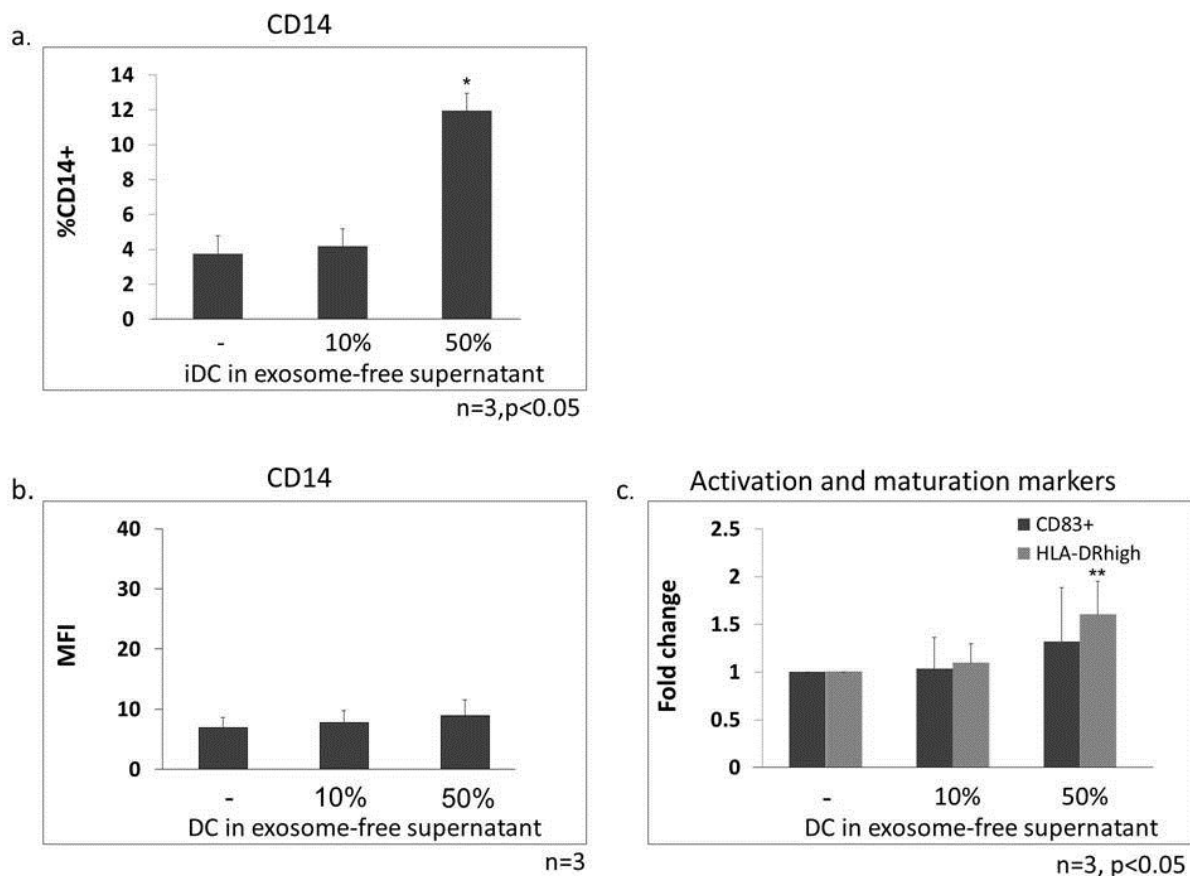 a.
CD14
14
12
10
8
6
4
2
0
%CD14+
*
- 10% 50%
iDC in exosome-free supernatant
n=3,p<0.05
b.
CD14
40
30
20
10
0
MFI
- 10% 50%
DC in exosome-free supernatant
n=3
c.
Activation and maturation markers
CD83+
HLA-DRhigh
2.5
2
1.5
1
0.5
0
Fold change
**
- 10% 50%
DC in exosome-free supernatant
n=3, p<0.05